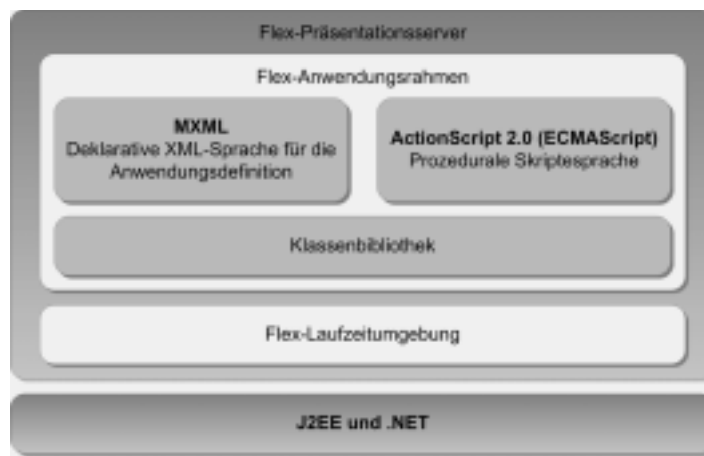 Flex-Präsentationsserver
Flex-Anwendungsrahmen
MXML
Deklarative XML-Sprache für die
Anwendungsdefinition
ActionScript 2.0 (ECMAScript)
Prozedurale Skriptesprache
Klassenbibliothek
Flex-Laufzeitumgebung
J2EE und .NET